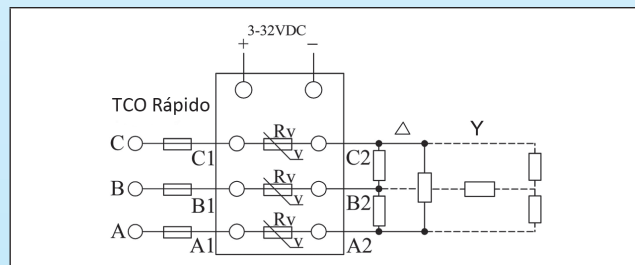 3-32VDC
+ −
TCO Rápido
Rv
△ Y
C C1 v C2
Rv
B B1 v B2
Rv
A A1 v A2